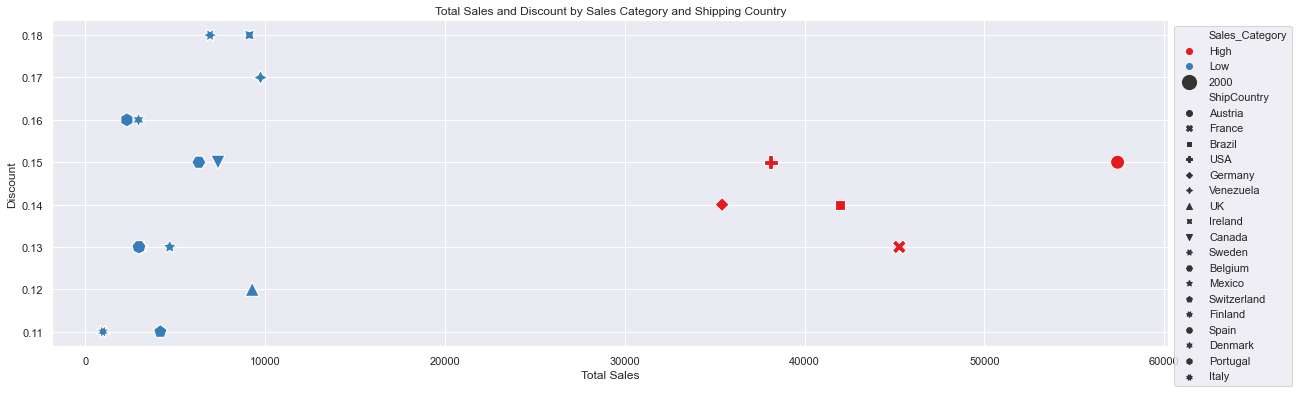 Total Sales and Discount by Sales Category and Shipping Country
0.18
0.17
0.16
0.15
0.14
0.13
0.12
0.11
Discount
0
10000
20000
30000
40000
50000
60000
Total Sales
Sales_Category
High
Low
2000
ShipCountry
Austria
France
Brazil
USA
Germany
Venezuela
UK
Ireland
Canada
Sweden
Belgium
Mexico
Switzerland
Finland
Spain
Denmark
Portugal
Italy